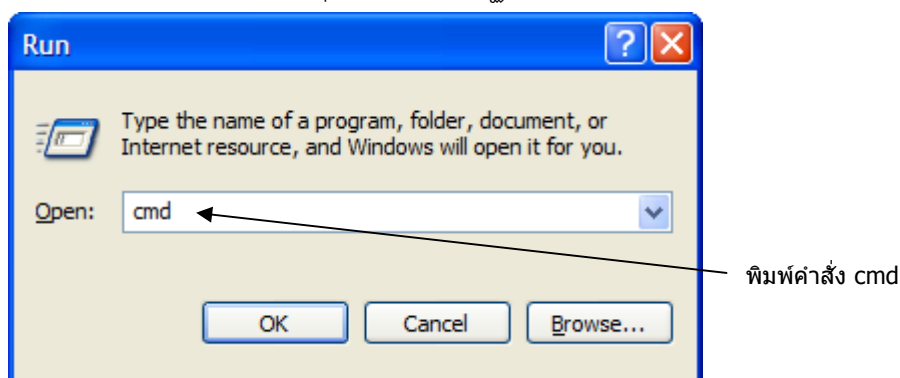 Run
Type the name of a program, folder, document, or
Internet resource, and Windows will open it for you.
Open: cmd
พิมพ์คำสั่ง cmd
OK Cancel Browse...